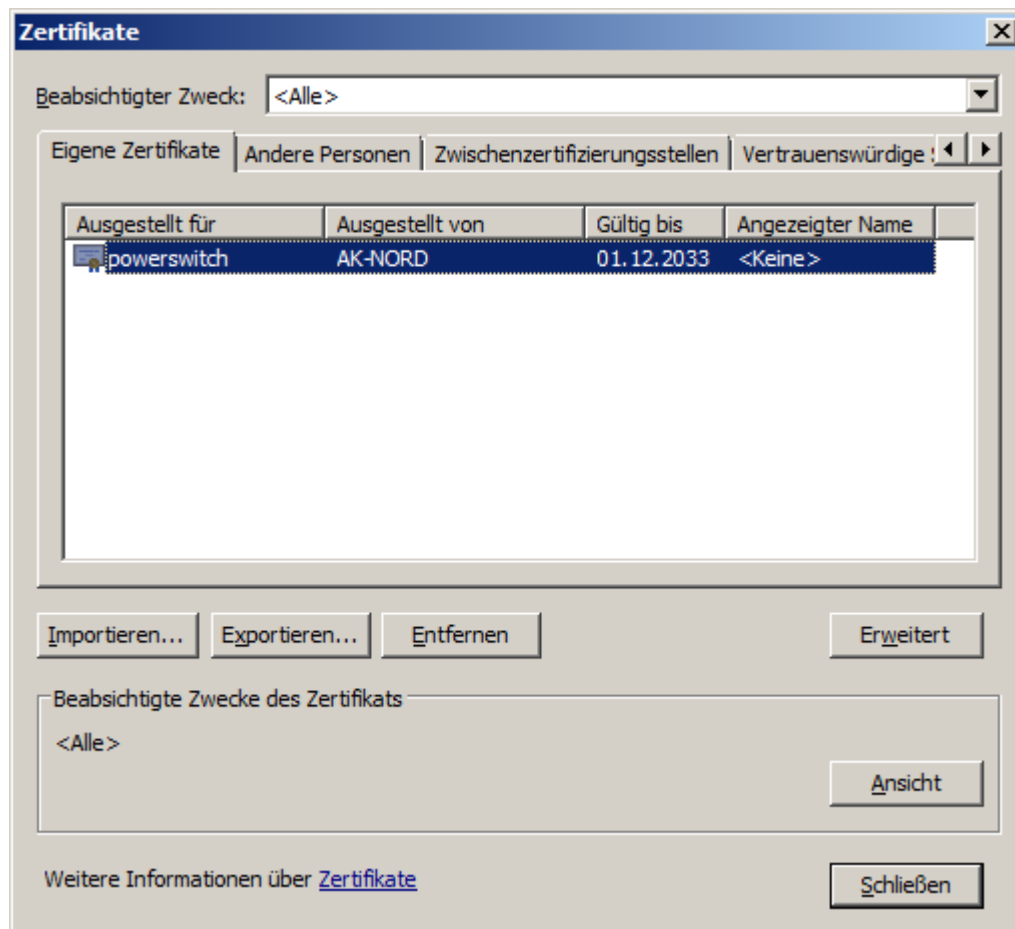 Zertifikate
Beabsichtigter Zweck: <Alle>
Eigene Zertifikate Andere Personen Zwischenzertifizierungsstellen Vertrauenswürdige
Ausgestellt für Ausgestellt von Gültig bis Angezeigter Name
powerswitch AK-NORD 01.12.2033 <Keine>
Importieren... Exportieren... Entfernen Erweitert
Beabsichtigte Zwecke des Zertifikats
<Alle>
Ansicht
Weitere Informationen über Zertifikate
Schließen